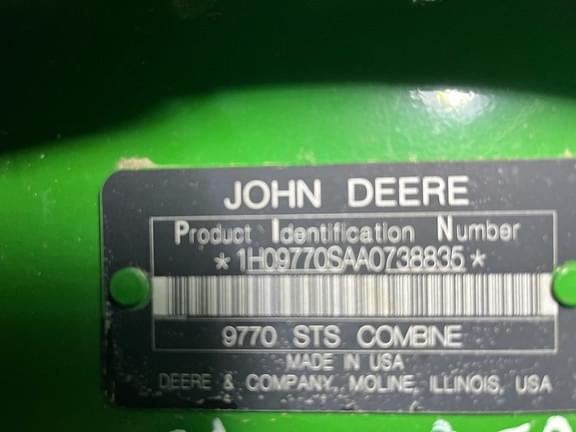 JOHN DEERE
Product Identification Number
*1H09770SAA0738835*
9770 STS COMBINE
MADE IN USA
DEERE & COMPANY, MOLINE, ILLINOIS, USA